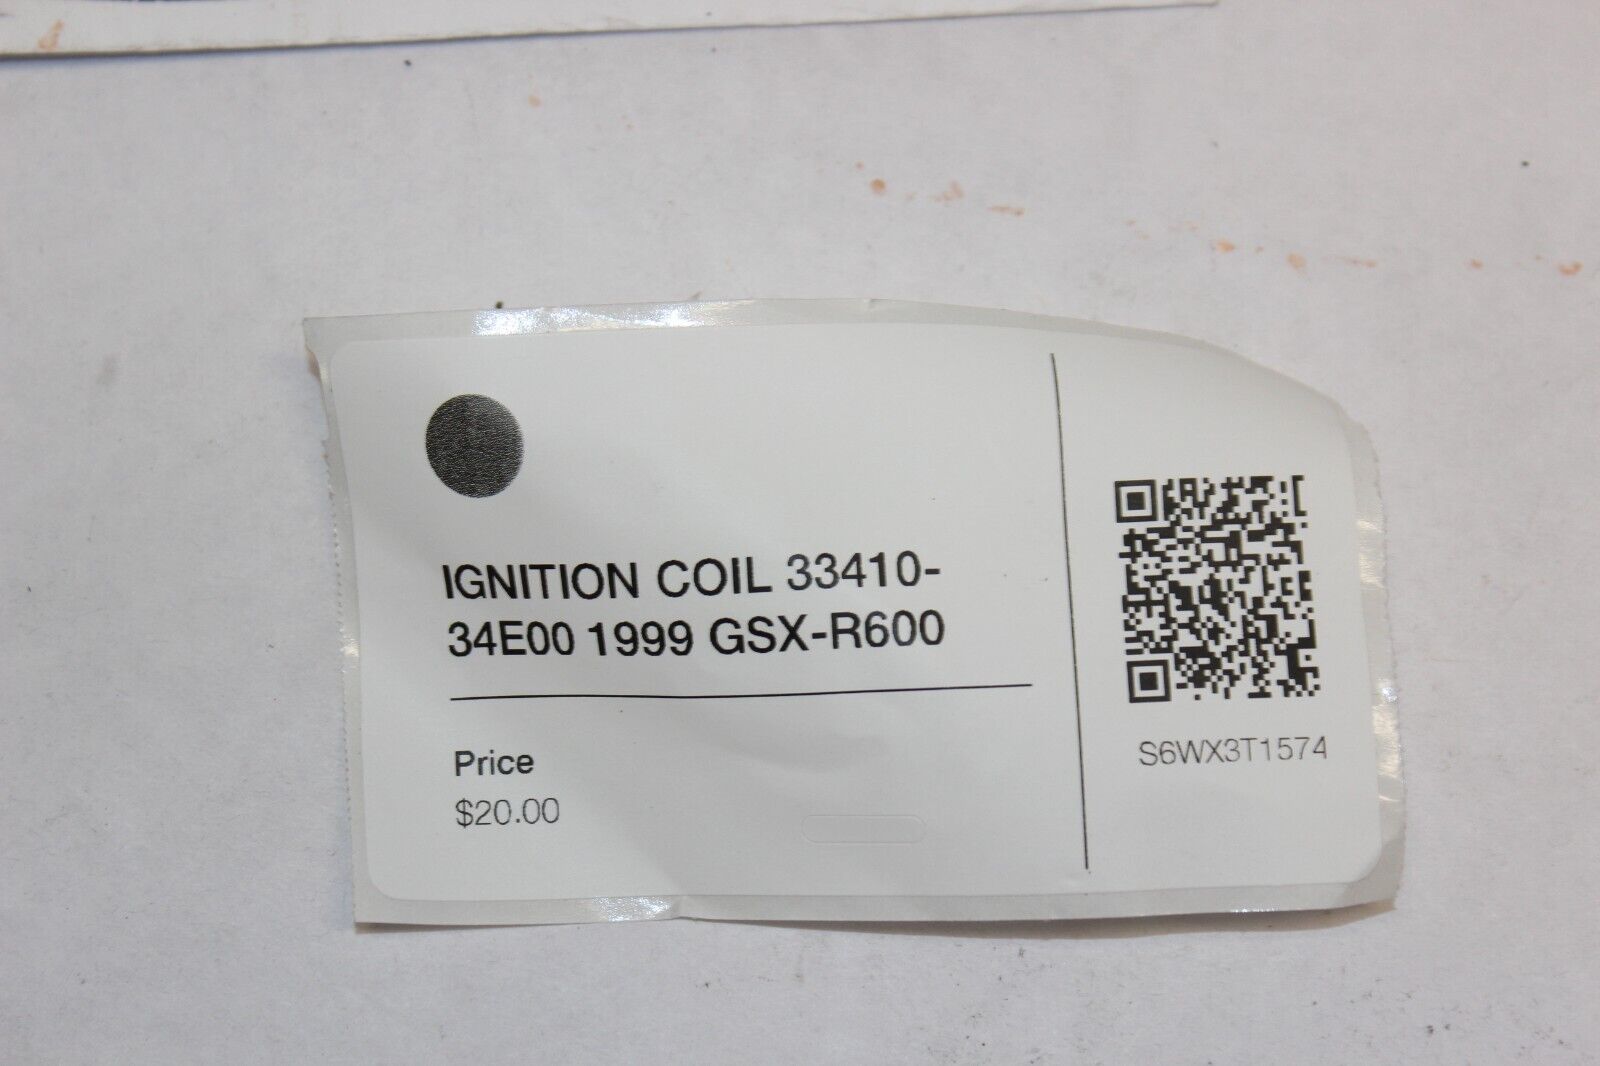 IGNITION COIL 33410-
34E00 1999 GSX-R600
Price
$20.00
S6WX3T1574